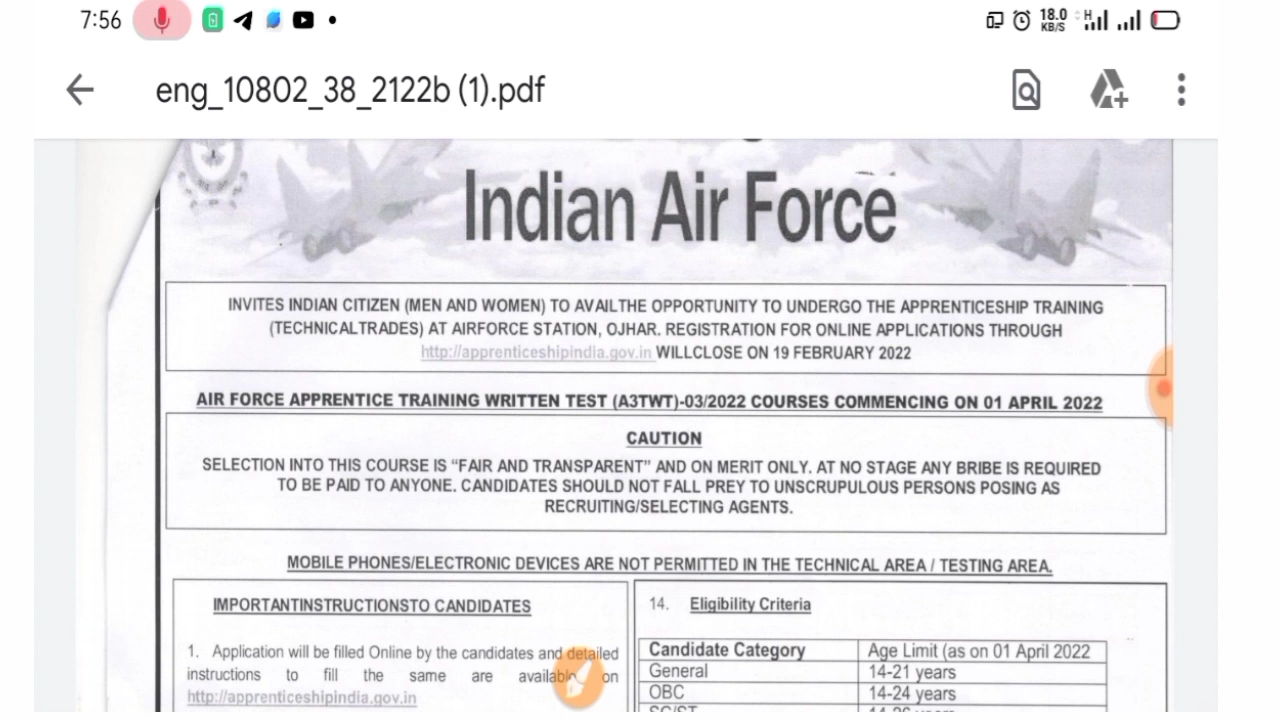 7:56
18.0
KB/S
H
eng_10802_38_2122b (1).pdf
Indian Air Force
INVITES INDIAN CITIZEN (MEN AND WOMEN) TO AVAILTHE OPPORTUNITY TO UNDERGO THE APPRENTICESHIP TRAINING
(TECHNICALTRADES) AT AIRFORCE STATION, OJHAR. REGISTRATION FOR ONLINE APPLICATIONS THROUGH
http://apprenticeshipindia.gov.in WILLCLOSE ON 19 FEBRUARY 2022
AIR FORCE APPRENTICE TRAINING WRITTEN TEST (A3TWT)-03/2022 COURSES COMMENCING ON 01 APRIL 2022
CAUTION
SELECTION INTO THIS COURSE IS “FAIR AND TRANSPARENT” AND ON MERIT ONLY. AT NO STAGE ANY BRIBE IS REQUIRED
TO BE PAID TO ANYONE. CANDIDATES SHOULD NOT FALL PREY TO UNSCRUPULOUS PERSONS POSING AS
RECRUITING/SELECTING AGENTS.
MOBILE PHONES/ELECTRONIC DEVICES ARE NOT PERMITTED IN THE TECHNICAL AREA / TESTING AREA.
IMPORTANTINSTRUCTIONSTO CANDIDATES
1. Application will be filled Online by the candidates and detailed
instructions to fill the same are available on
http://apprenticeshipindia.gov.in
14. Eligibility Criteria
Candidate Category Age Limit (as on 01 April 2022
General 14-21 years
OBC 14-24 years